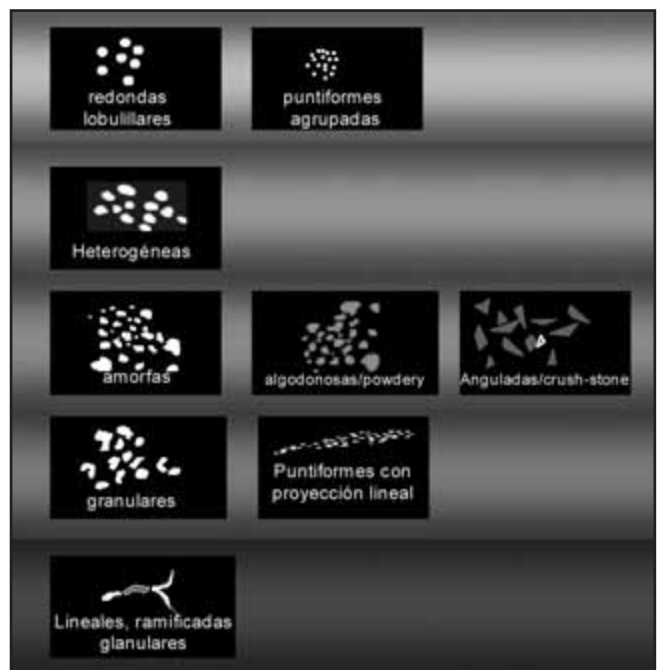 redondas
lobulillares
puntiformes
agrupadas
Heterogéneas
amorfas
algodonosas/powdery
Anguladas/crush-stone
granulares
Puntiformes con
proyección lineal
Lineales, ramificadas
glanulares